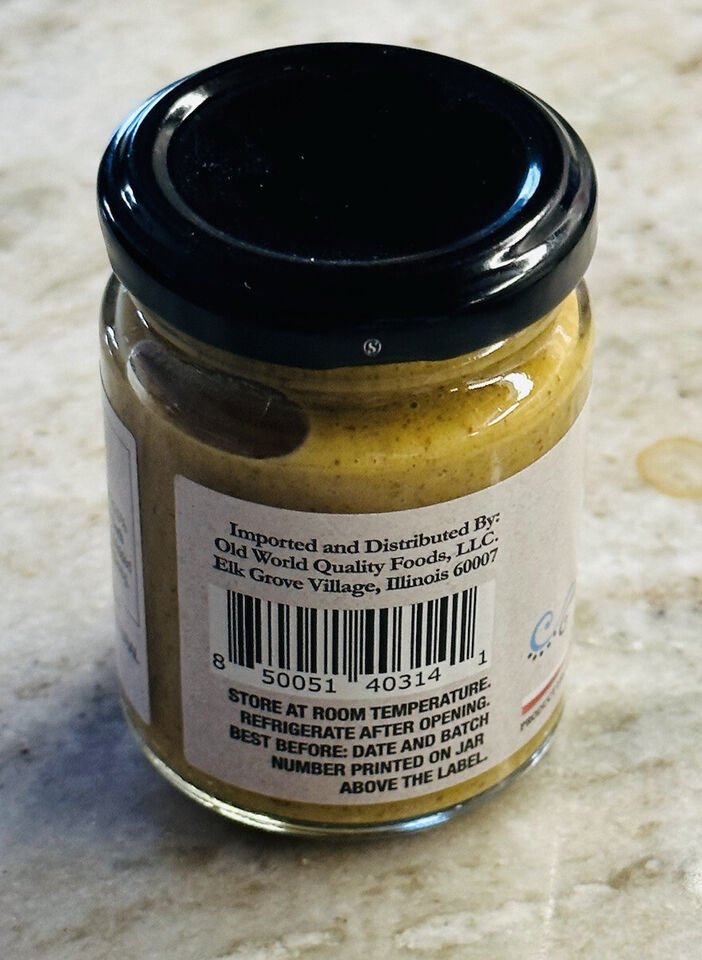 Imported and Distributed By:
Old World Quality Foods, LLC.
Elk Grove Village, Illinois 60007
8 50051 40314 1
STORE AT ROOM TEMPERATURE.
REFRIGERATE AFTER OPENING.
BEST BEFORE: DATE AND BATCH
NUMBER PRINTED ON JAR
ABOVE THE LABEL.